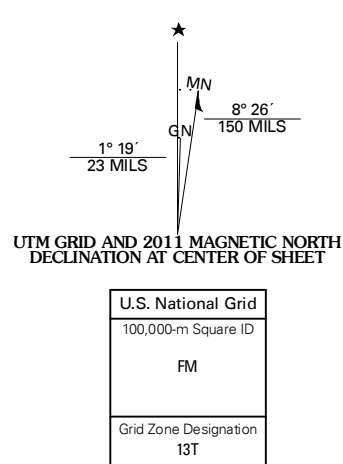 ★
MN
8° 26´
150 MILS
GN
1° 19´
23 MILS
UTM GRID AND 2011 MAGNETIC NORTH
DECLINATION AT CENTER OF SHEET
U.S. National Grid
100,000-m Square ID
FM
Grid Zone Designation
13T